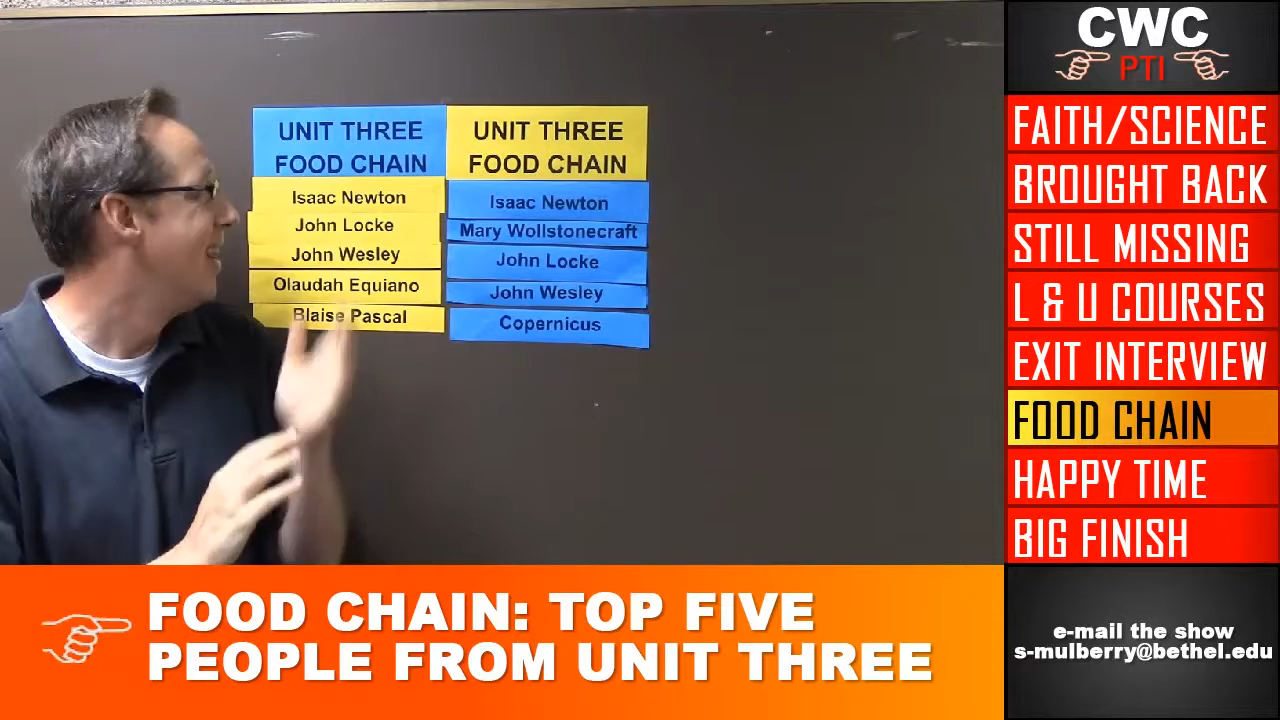 UNIT THREE
FOOD CHAIN
Isaac Newton
John Locke
John Wesley
Olaudah Equiano
Blaise Pascal
UNIT THREE
FOOD CHAIN
Isaac Newton
Mary Wollstonecraft
John Locke
John Wesley
Copernicus
CWC
PTI
FAITH/SCIENCE
BROUGHT BACK
STILL MISSING
L & U COURSES
EXIT INTERVIEW
FOOD CHAIN
HAPPY TIME
BIG FINISH
FOOD CHAIN: TOP FIVE
PEOPLE FROM UNIT THREE
e-mail the show
s-mulberry@bethel.edu